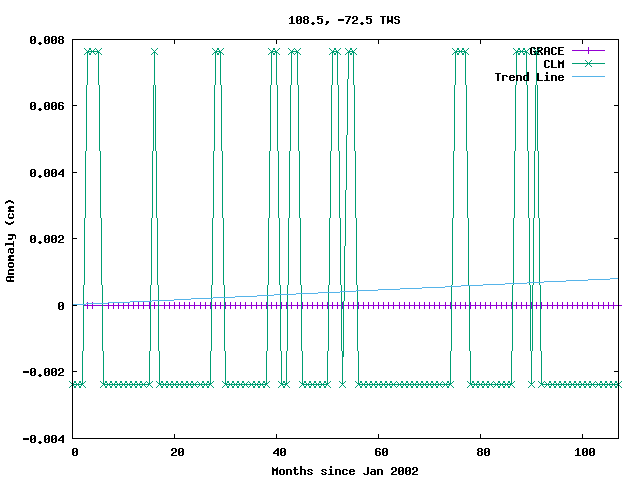 108.5, -72.5 TWS
0.008
GRACE
CLM
Trend Line
0.006
0.004
0.002
0
-0.002
-0.004
Anomaly (cm)
0 20 40 60 80 100
Months since Jan 2002